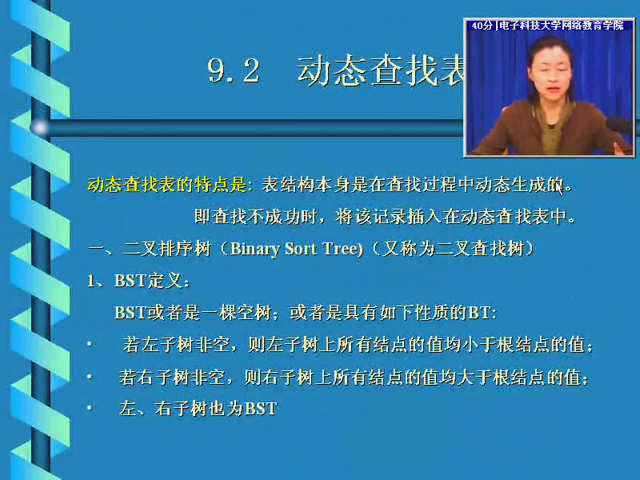 40分|电子科技大学网络教育学院
9.2 动态查找表
动态查找表的特点是: 表结构本身是在查找过程中动态生成的。
即查找不成功时，将该记录插入在动态查找表中。
一、二叉排序树（Binary Sort Tree)（又称为二叉查找树）
1、BST定义：
BST或者是一棵空树；或者是具有如下性质的BT:
· 若左子树非空，则左子树上所有结点的值均小于根结点的值；
· 若右子树非空，则右子树上所有结点的值均大于根结点的值；
· 左、右子树也为BST